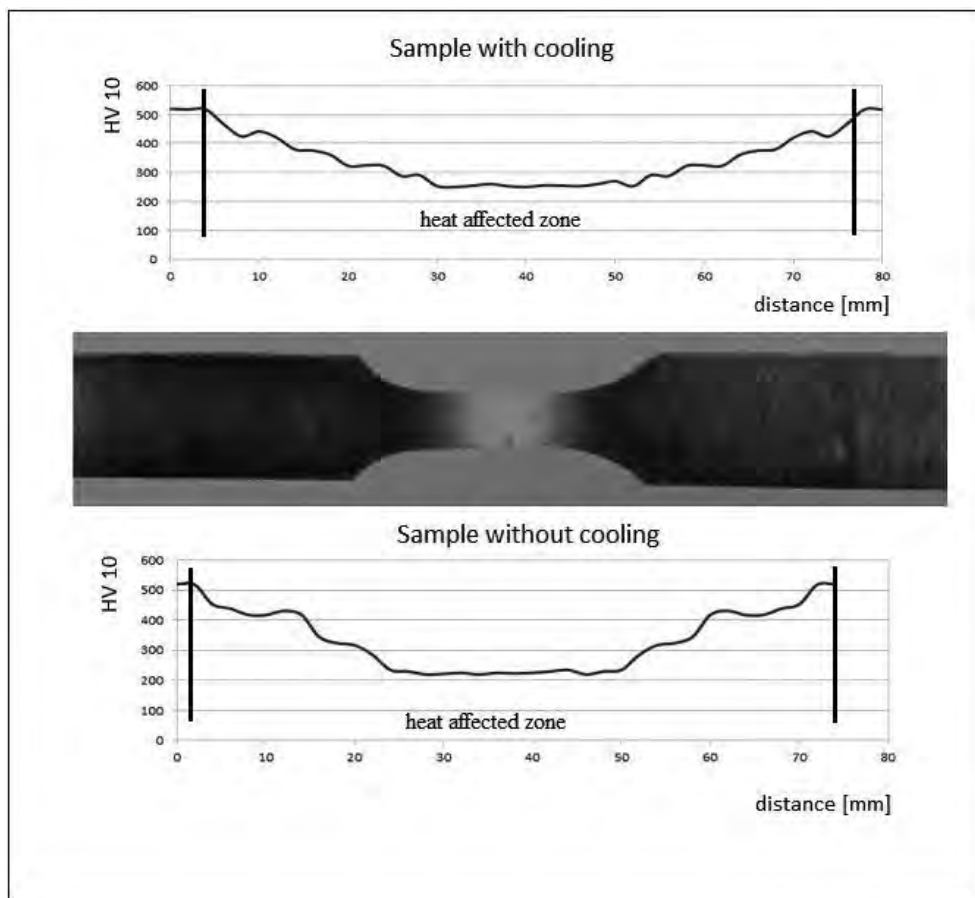 Sample with cooling
HV 10
600
500
400
300
200
100
0
heat affected zone
0 10 20 30 40 50 60 70 80
distance [mm]
Sample without cooling
HV 10
600
500
400
300
200
100
0
heat affected zone
0 10 20 30 40 50 60 70 80
distance [mm]